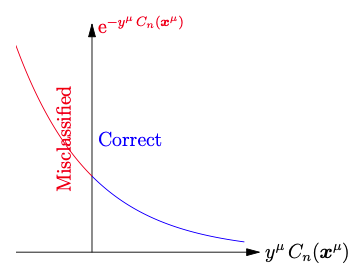 e^{-y^μ C_n(x^μ)}
Misclassified
Correct
y^μ C_n(x^μ)